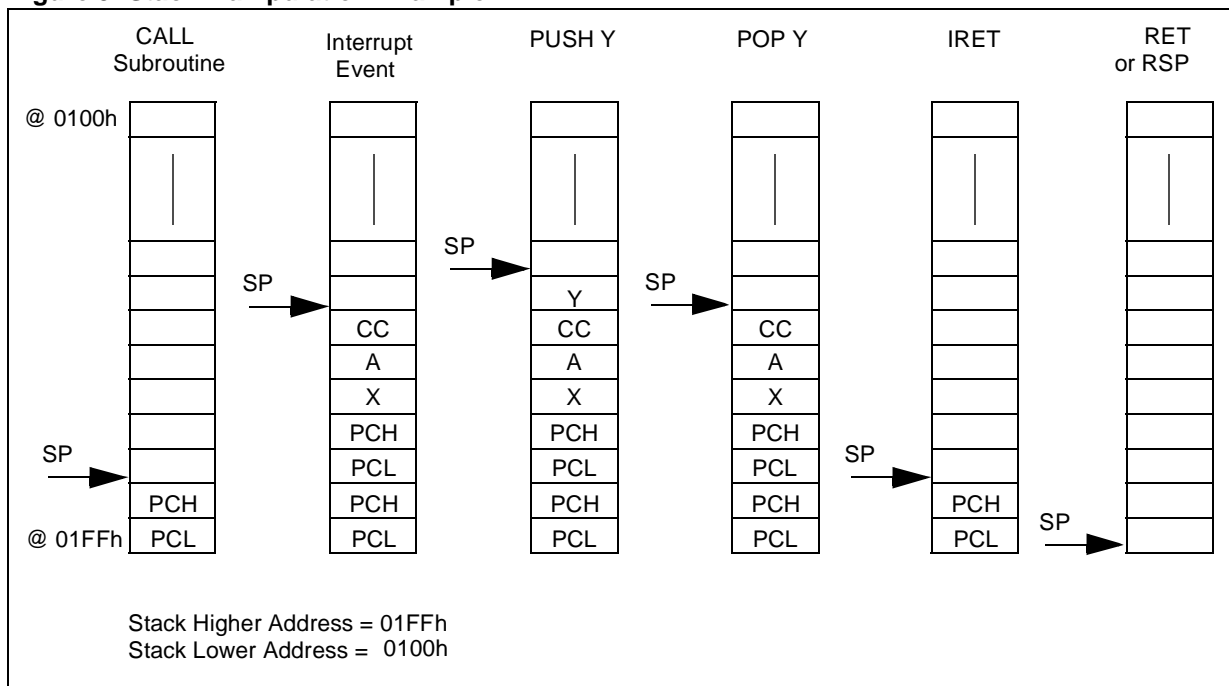 CALL
Subroutine
Interrupt
Event
PUSH Y
POP Y
IRET
RET
or RSP
@ 0100h
SP
PCH
@ 01FFh
PCL
SP
CC
A
X
PCH
PCL
PCH
PCL
SP
Y
CC
A
X
PCH
PCL
PCH
PCL
SP
CC
A
X
PCH
PCL
PCH
PCL
SP
PCH
PCL
SP
Stack Higher Address = 01FFh
Stack Lower Address = 0100h